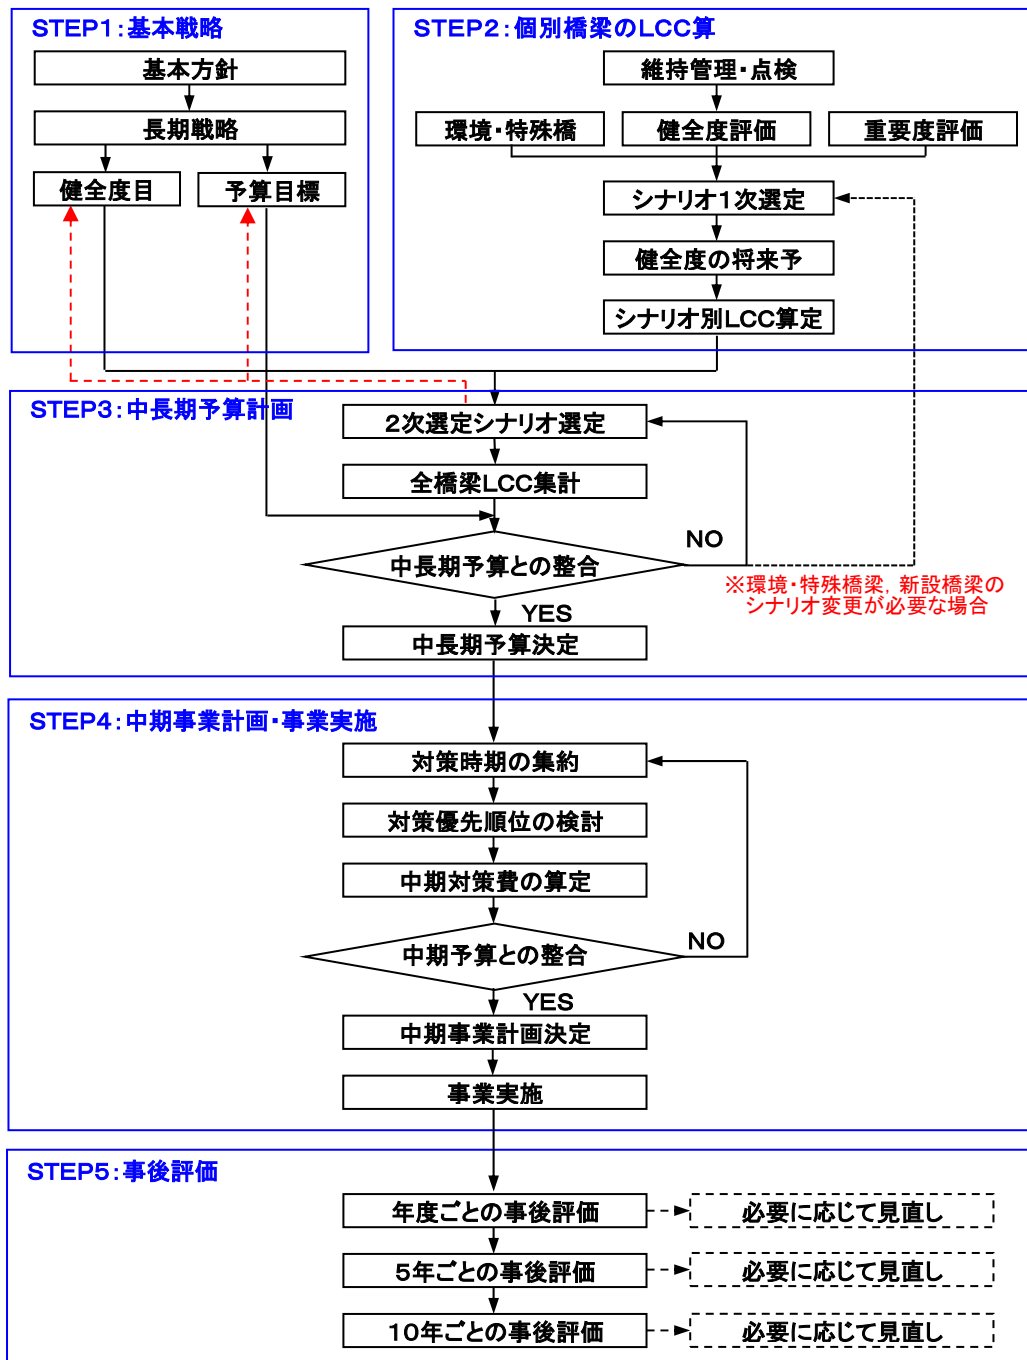 STEP1:基本戦略
基本方針
長期戦略
健全度目
予算目標
STEP2:個別橋梁のLCC算
維持管理・点検
環境・特殊橋
健全度評価
重要度評価
シナリオ1次選定
健全度の将来予
シナリオ別LCC算定
STEP3:中長期予算計画
2次選定シナリオ選定
全橋梁LCC集計
中長期予算との整合
NO
※環境・特殊橋梁,新設橋梁の
シナリオ変更が必要な場合
YES
中長期予算決定
STEP4:中期事業計画・事業実施
対策時期の集約
対策優先順位の検討
中期対策費の算定
中期予算との整合
NO
YES
中期事業計画決定
事業実施
STEP5:事後評価
年度ごとの事後評価
必要に応じて見直し
5年ごとの事後評価
必要に応じて見直し
10年ごとの事後評価
必要に応じて見直し